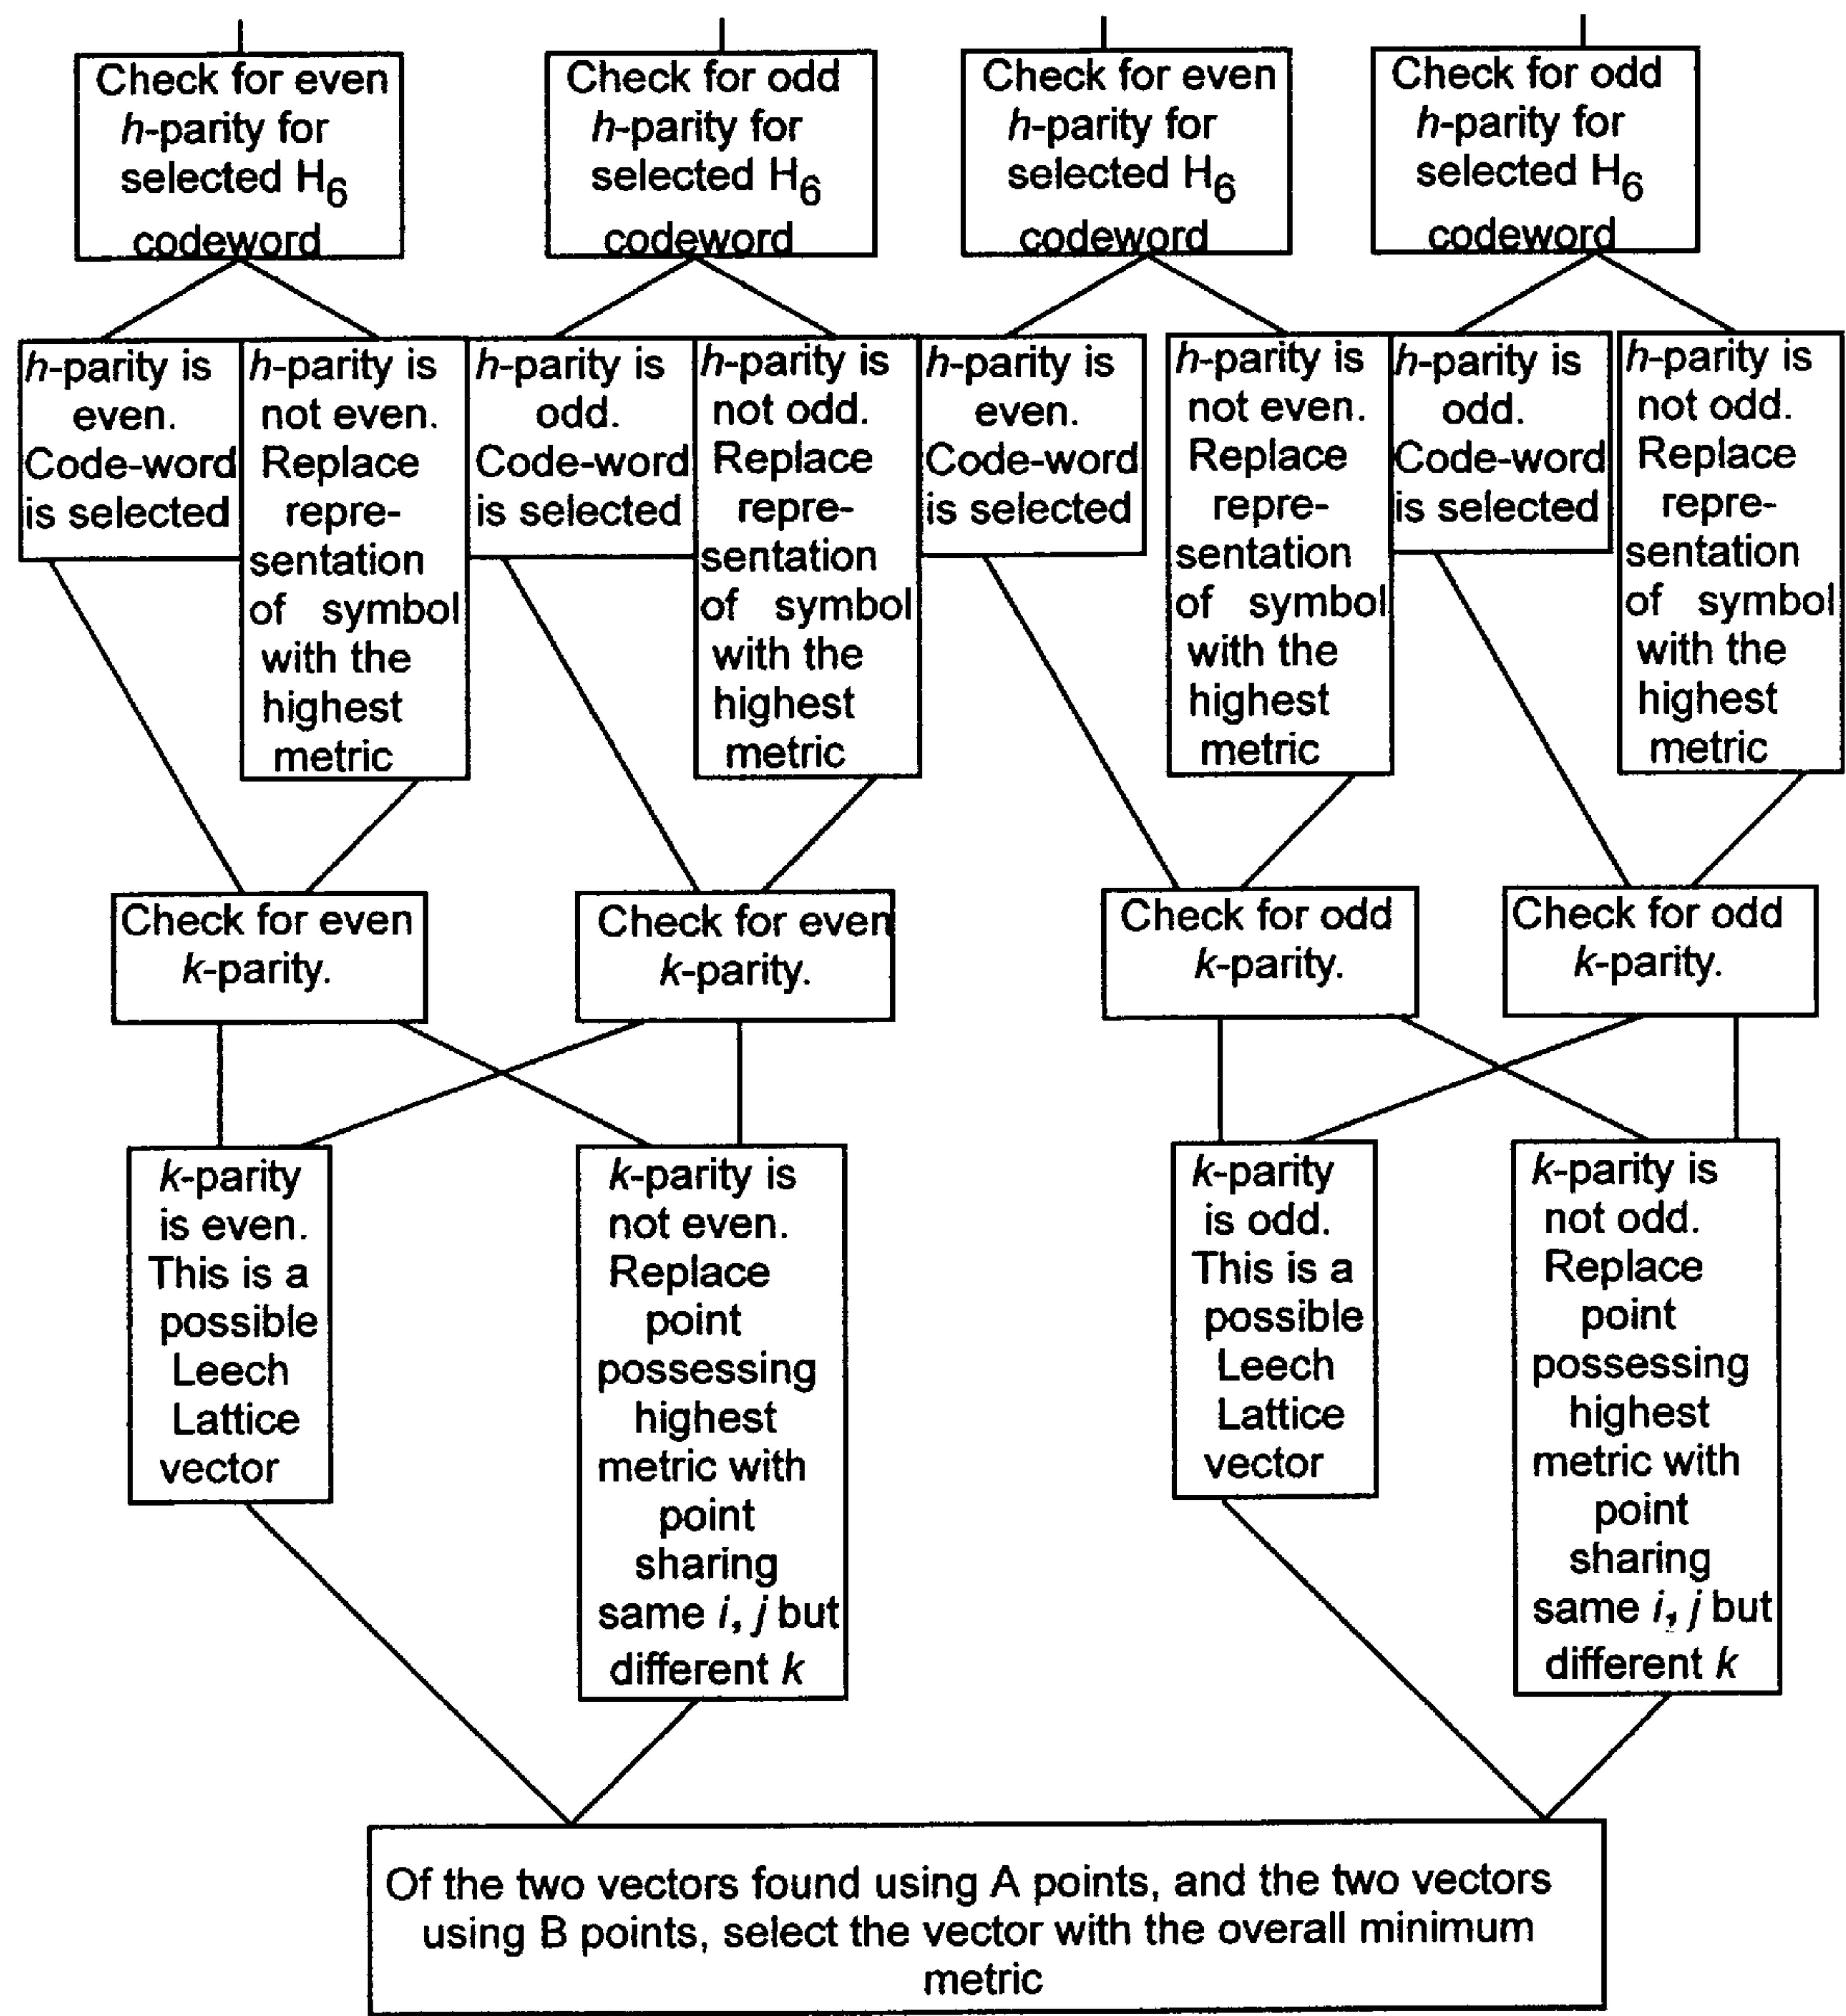 Check for even
h-parity for
selected H6
codeword
Check for odd
h-parity for
selected H6
codeword
Check for even
h-parity for
selected H6
codeword
Check for odd
h-parity for
selected H6
codeword
h-parity is
even.
Code-word
is selected
h-parity is
not even.
Replace
repre-
sentation
of symbol
with the
highest
metric
h-parity is
odd.
Code-word
is selected
h-parity is
not odd.
Replace
repre-
sentation
of symbol
with the
highest
metric
h-parity is
even.
Code-word
is selected
h-parity is
not even.
Replace
repre-
sentation
of symbol
with the
highest
metric
h-parity is
odd.
Code-word
is selected
h-parity is
not odd.
Replace
repre-
sentation
of symbol
with the
highest
metric
Check for even
k-parity.
Check for even
k-parity.
Check for odd
k-parity.
Check for odd
k-parity.
k-parity
is even.
This is a
possible
Leech
Lattice
vector
k-parity is
not even.
Replace
point
possessing
highest
metric with
point
sharing
same i, j but
different k
k-parity
is odd.
This is a
possible
Leech
Lattice
vector
k-parity is
not odd.
Replace
point
possessing
highest
metric with
point
sharing
same i, j but
different k
Of the two vectors found using A points, and the two vectors
using B points, select the vector with the overall minimum
metric